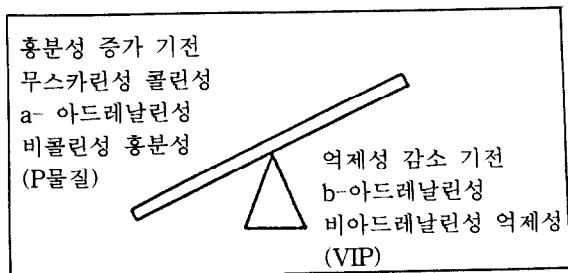 흥분성 증가 기전
무스카린성 콜린성
a- 아드레날린성
비콜린성 흥분성
(P물질)
억제성 감소 기전
b-아드레날린성
비아드레날린성 억제성
(VIP)